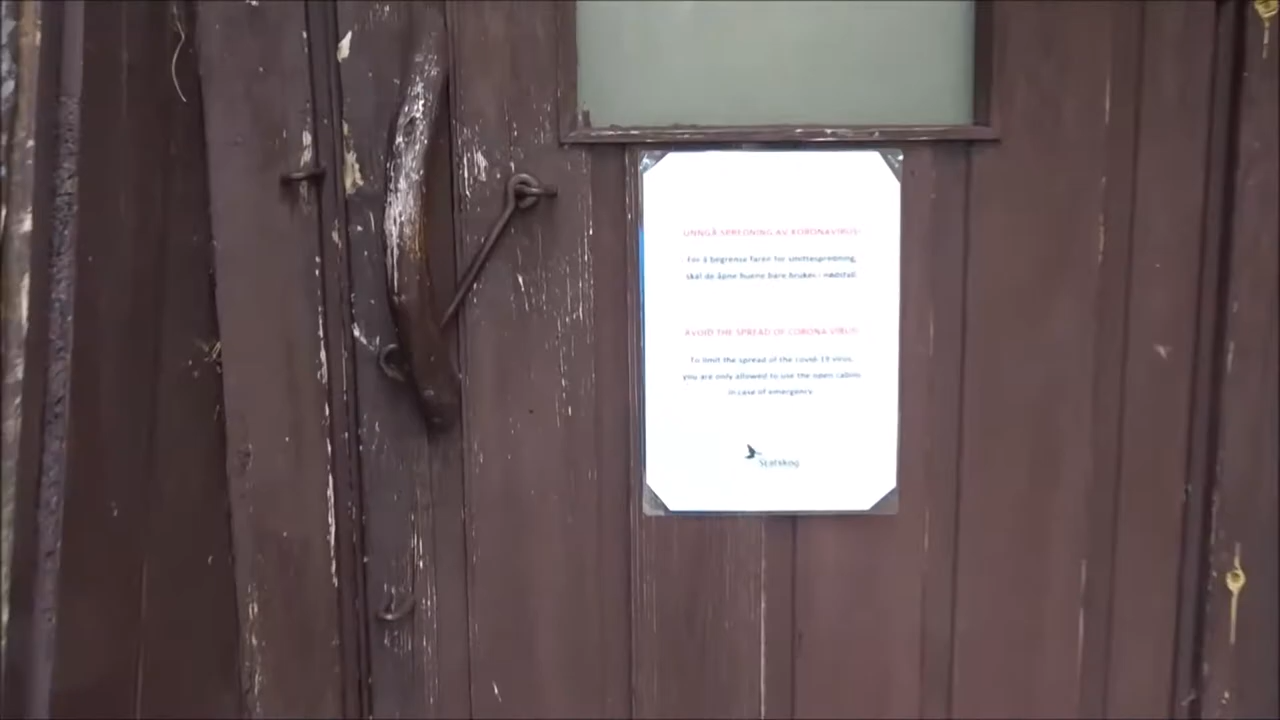 UNNGÅ SPREDNING AV KORONAVIRUS!
For å begrense faren for smittespredning,
skal de åpne buene bare brukes i nødsfall.
AVOID THE SPREAD OF CORONA VIRUS!
To limit the spread of the covid-19 virus,
you are only allowed to use the open cabins
in case of emergency.
Statskog